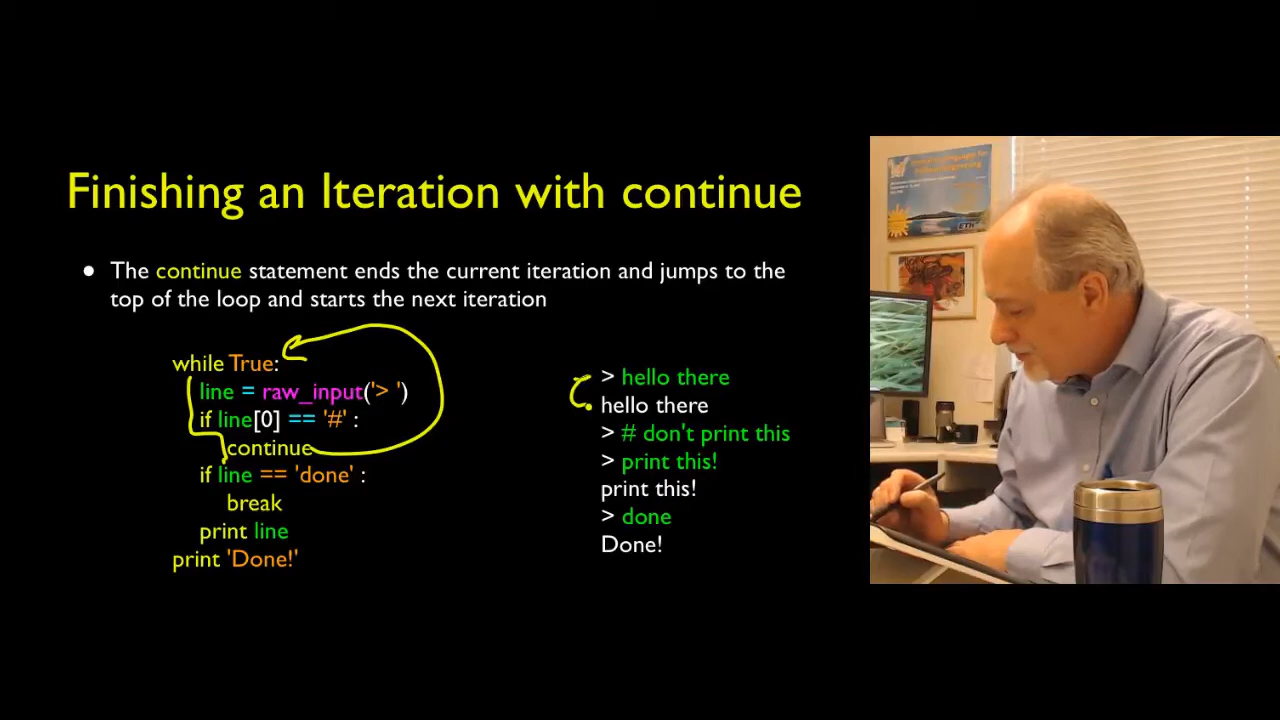 Finishing an Iteration with continue
● The continue statement ends the current iteration and jumps to the
top of the loop and starts the next iteration
while True:
line = raw_input('> ')
if line[0] == '#' :
continue
if line == 'done' :
break
print line
print 'Done!'
> hello there
hello there
> # don't print this
> print this!
print this!
> done
Done!